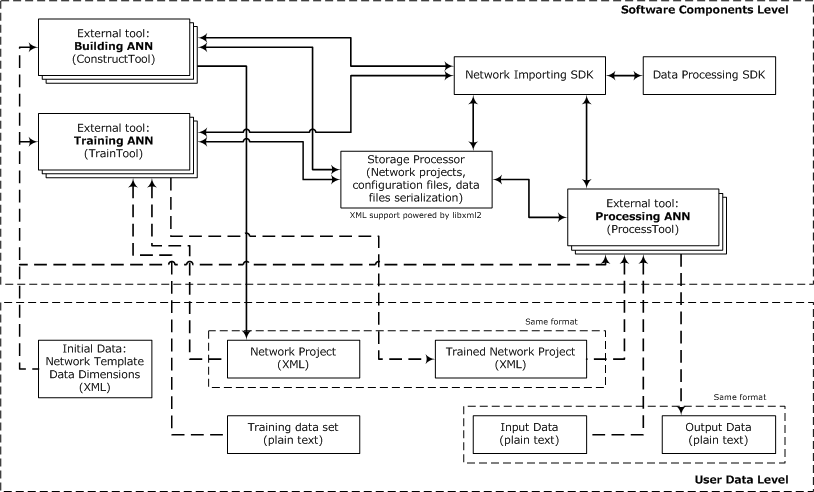 Software Components Level
External tool:
Building ANN
(ConstructTool)
Network Importing SDK
Data Processing SDK
External tool:
Training ANN
(TrainTool)
Storage Processor
(Network projects,
configuration files, data
files serialization)
XML support powered by libxml2
External tool:
Processing ANN
(ProcessTool)
Same format
Initial Data:
Network Template
Data Dimensions
(XML)
Network Project
(XML)
Trained Network Project
(XML)
Same format
Training data set
(plain text)
Input Data
(plain text)
Output Data
(plain text)
User Data Level